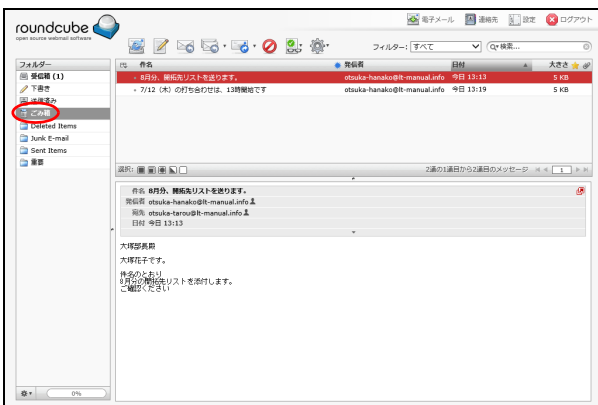 roundcube
open source webmail software
電子メール 連絡先 設定 ログアウト
フィルター: すべて 検索...
フォルダー
受信箱 (1)
下書き
送信済み
ごみ箱
Deleted Items
Junk E-mail
Sent Items
重要
件名 発信者 日付 大きさ
8月分、開拓先リストを送ります。 otsuka-hanako@lt-manual.info 今日 13:13 5 KB
7/12（木）の打ち合わせは、13時開始です otsuka-hanako@lt-manual.info 今日 13:19 5 KB
選択: 2通の1通目から2通目のメッセージ 1
件名 8月分、開拓先リストを送ります。
発信者 otsuka-hanako@lt-manual.info
宛先 otsuka-tarou@lt-manual.info
日付 今日 13:13
大塚部長殿
大塚花子です。
件名のとおり
8月分の開拓先リストを添付します。
ご確認ください
0%